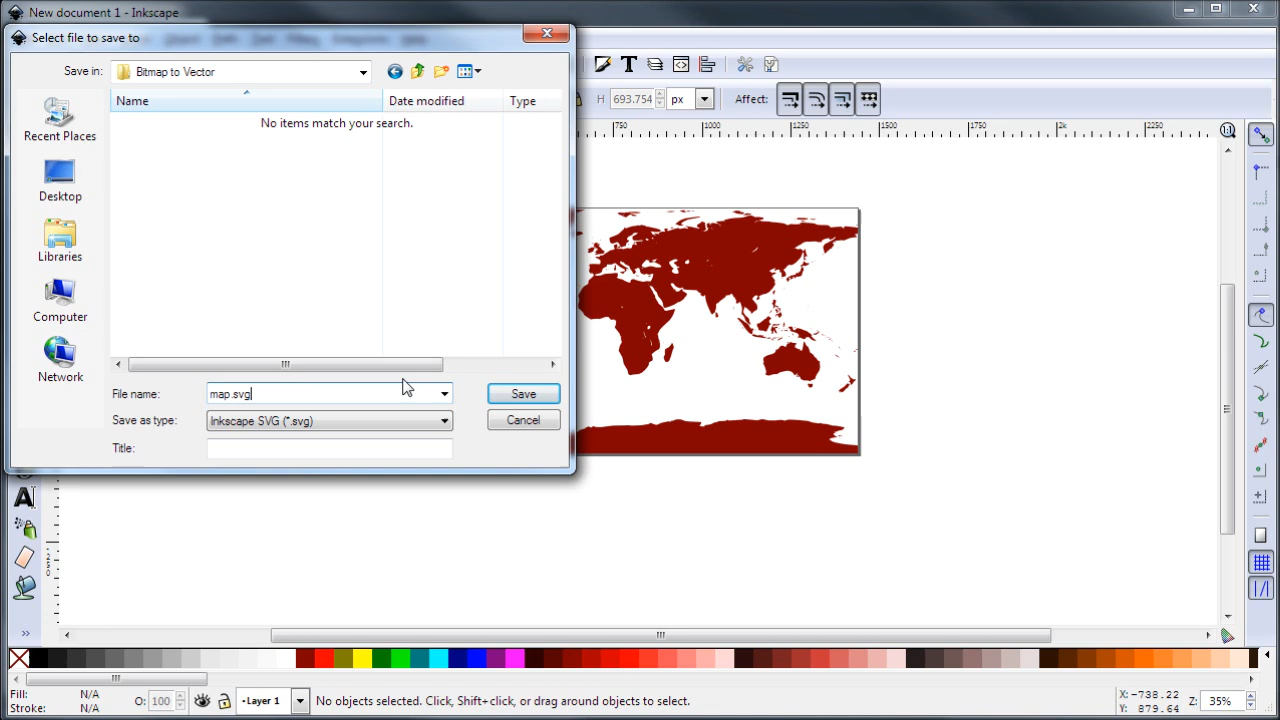 New document 1 - Inkscape
Select file to save to
Save in: Bitmap to Vector
H 693.754 px Affect:
Name Date modified Type
No items match your search.
750 1000 1250 1500 1750 2k 2250
Recent Places
Desktop
Libraries
Computer
Network
File name: map.svg Save
Save as type: Inkscape SVG (*.svg) Cancel
Title:
Fill: N/A
Stroke: N/A
O: 100
Layer 1
No objects selected. Click, Shift+click, or drag around objects to select.
X: -738.22
Y: 879.64
Z: 35%